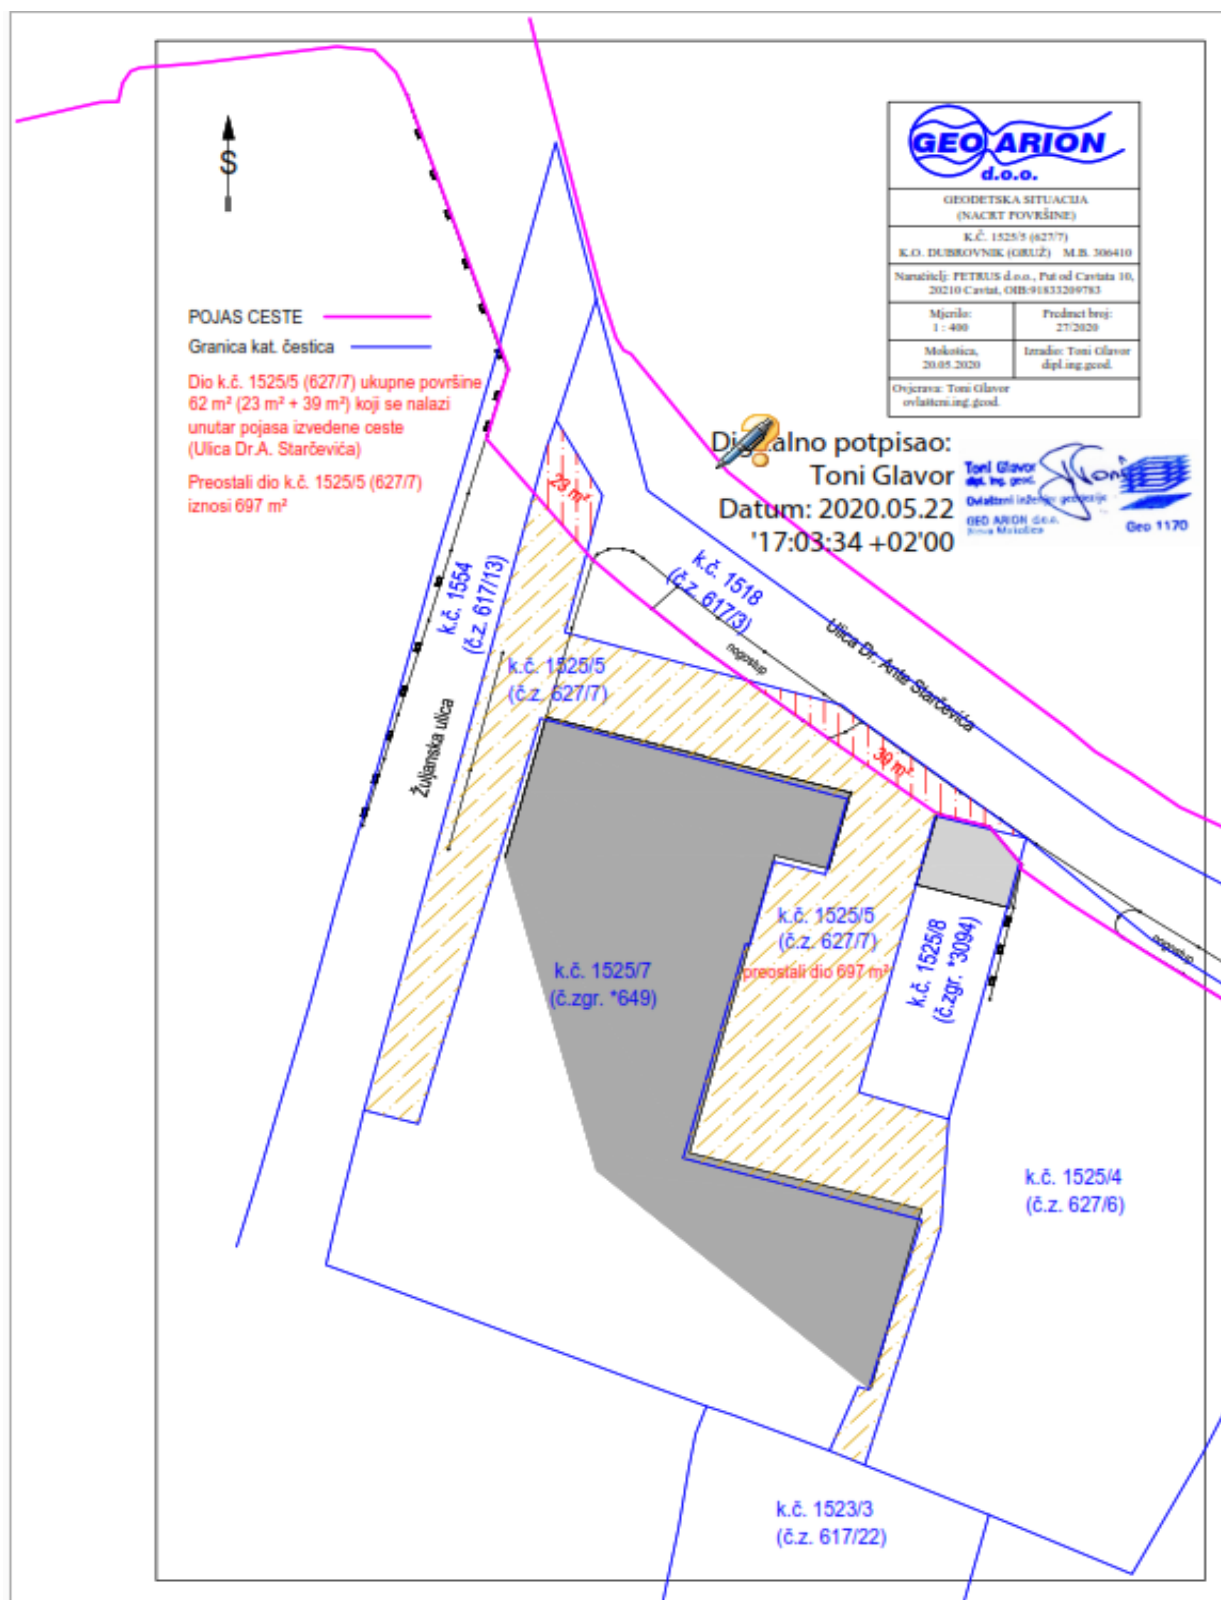 GEO ARION
d.o.o.
GEODETSKA SITUACIJA
(NACRT POVRŠINE)
K.Č. 1525/5 (627/7)
K.O. DUBROVNIK (GRUŽ) M.B. 306410
Naručitelj: PETRUS d.o.o., Put od Cavtata 10,
20210 Cavtat, OIB:91833209783
Mjerilo:
1 : 400
Predmet broj:
27/2020
Mokošica,
20.05.2020
Izradio: Toni Glavor
dipl.ing.geod.
Ovjerava: Toni Glavor
ovlašteni.ing.geod.
S
POJAS CESTE
Granica kat. čestica
Dio k.č. 1525/5 (627/7) ukupne površine
62 m² (23 m² + 39 m²) koji se nalazi
unutar pojasa izvedene ceste
(Ulica Dr.A. Starčevića)
Preostali dio k.č. 1525/5 (627/7)
iznosi 697 m²
Digitalno potpisao:
Toni Glavor
Datum: 2020.05.22
'17:03:34 +02'00
Toni Glavor
dipl. ing. geod.
Ovlašteni inženjer geodezije
GEO ARION d.o.o.
Nova Mokošica
Geo 1170
23 m²
k.č. 1554
(č.z. 617/13)
k.č. 1518
(č.z. 617/3)
nogostup
Ulica Dr. Ante Starčevića
k.č. 1525/5
(č.z. 627/7)
Žuljanska ulica
39 m²
k.č. 1525/5
(č.z. 627/7)
preostali dio 697 m²
k.č. 1525/8
(č.zgr. *3094)
nogostup
k.č. 1525/7
(č.zgr. *649)
k.č. 1525/4
(č.z. 627/6)
k.č. 1523/3
(č.z. 617/22)